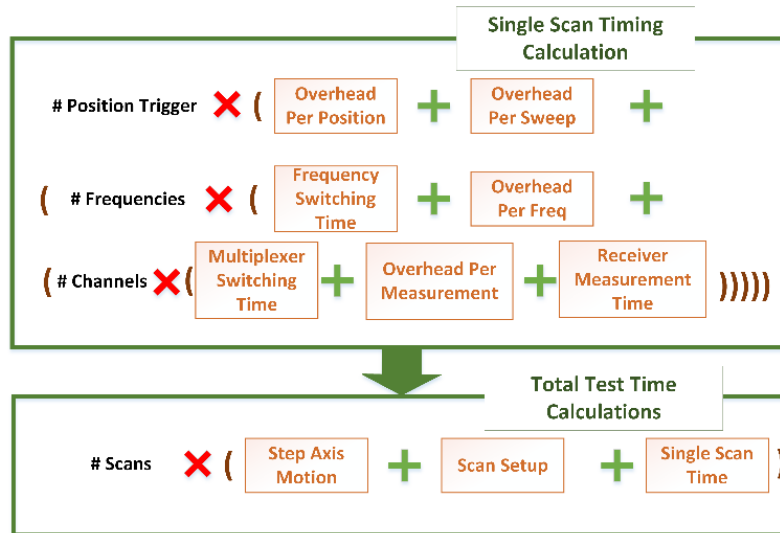 Single Scan Timing
Calculation
# Position Trigger × ( Overhead Per Position + Overhead Per Sweep +
( # Frequencies × ( Frequency Switching Time + Overhead Per Freq +
( # Channels × ( Multiplexer Switching Time + Overhead Per Measurement + Receiver Measurement Time )))))
Total Test Time
Calculations
# Scans × ( Step Axis Motion + Scan Setup + Single Scan Time )